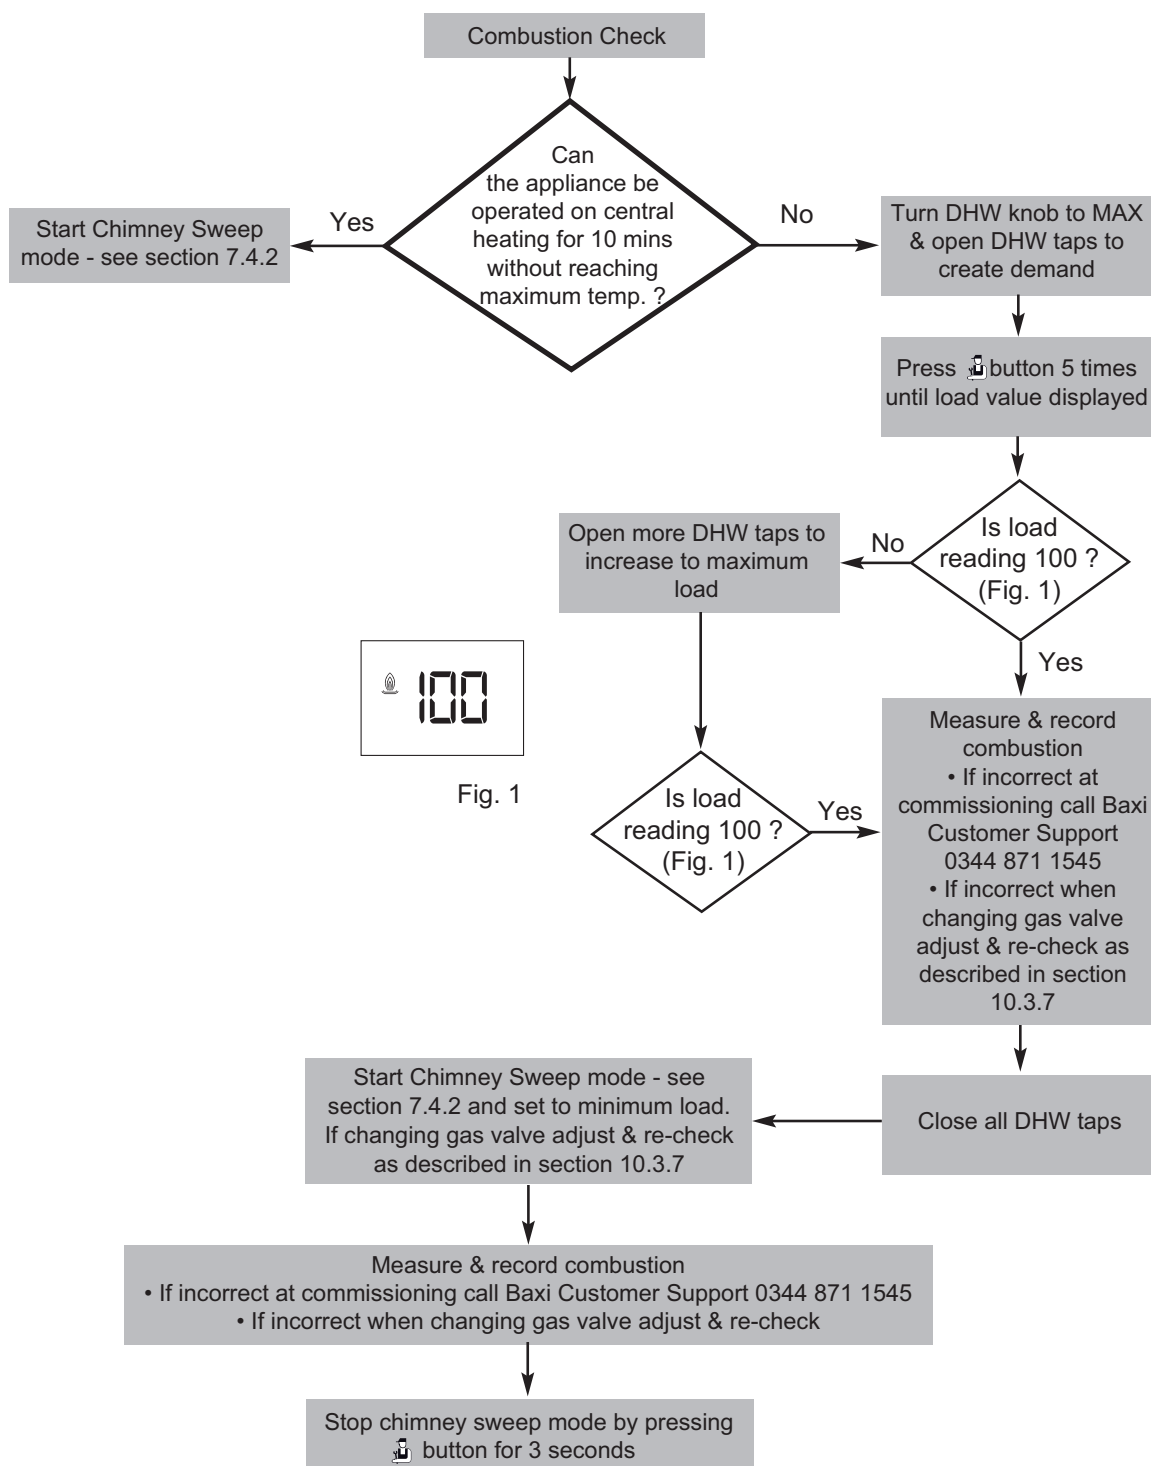 Combustion Check
Can
the appliance be
operated on central
heating for 10 mins
without reaching
maximum temp. ?
Yes
No
Start Chimney Sweep
mode - see section 7.4.2
Turn DHW knob to MAX
& open DHW taps to
create demand
Press button 5 times
until load value displayed
Is load
reading 100 ?
(Fig. 1)
No
Yes
Open more DHW taps to
increase to maximum
load
100
Fig. 1
Is load
reading 100 ?
(Fig. 1)
Yes
Measure & record
combustion
• If incorrect at
commissioning call Baxi
Customer Support
0344 871 1545
• If incorrect when
changing gas valve
adjust & re-check as
described in section
10.3.7
Close all DHW taps
Start Chimney Sweep mode - see
section 7.4.2 and set to minimum load.
If changing gas valve adjust & re-check
as described in section 10.3.7
Measure & record combustion
• If incorrect at commissioning call Baxi Customer Support 0344 871 1545
• If incorrect when changing gas valve adjust & re-check
Stop chimney sweep mode by pressing
button for 3 seconds